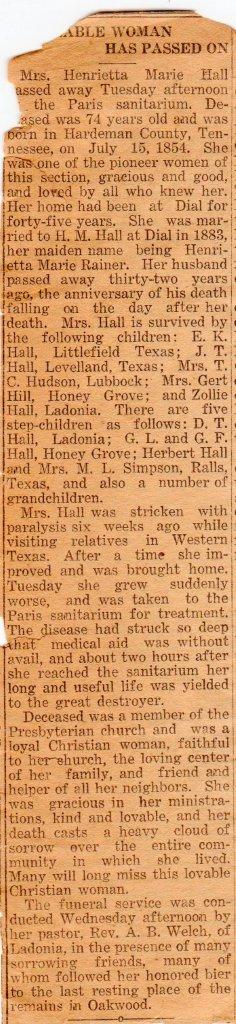 ABLE WOMAN
HAS PASSED ON
Mrs. Henrietta Marie Hall
assed away Tuesday afternoon
the Paris sanitarium. De-
ased was 74 years old and was
born in Hardeman County, Ten-
nessee, on July 15, 1854. She
was one of the pioneer women of
this section, gracious and good,
and loved by all who knew her.
Her home had been at Dial for
forty-five years. She was mar-
ried to H. M. Hall at Dial in 1883,
her maiden name being Henri-
etta Marie Rainer. Her husband
passed away thirty-two years
ago, the anniversary of his death
falling on the day after her
death. Mrs. Hall is survived by
the following children: E. K.
Hall, Littlefield Texas; J. T.
Hall, Levelland, Texas; Mrs. T.
C. Hudson, Lubbock; Mrs. Gert
Hill, Honey Grove; and Zollie
Hall, Ladonia. There are five
step-children as follows: D. T.
Hall, Ladonia; G. L. and G. F.
Hall, Honey Grove; Herbert Hall
and Mrs. M. L. Simpson, Ralls,
Texas, and also a number of
grandchildren.
Mrs. Hall was stricken with
paralysis six weeks ago while
visiting relatives in Western
Texas. After a time she im-
proved and was brought home.
Tuesday she grew suddenly
worse, and was taken to the
Paris sanitarium for treatment.
The disease had struck so deep
that medical aid was without
avail, and about two hours after
she reached the sanitarium her
long and useful life was yielded
to the great destroyer.
Deceased was a member of the
Presbyterian church and was a
loyal Christian woman, faithful
to her church, the loving center
of her family, and friend and
helper of all her neighbors. She
was gracious in her ministra-
tions, kind and lovable, and her
death casts a heavy cloud of
sorrow over the entire com-
munity in which she lived.
Many will long miss this lovable
Christian woman.
The funeral service was con-
ducted Wednesday afternoon by
her pastor, Rev. A. B. Welch, of
Ladonia, in the presence of many
sorrowing friends, many of
whom followed her honored bier
to the last resting place of the
remains in Oakwood.